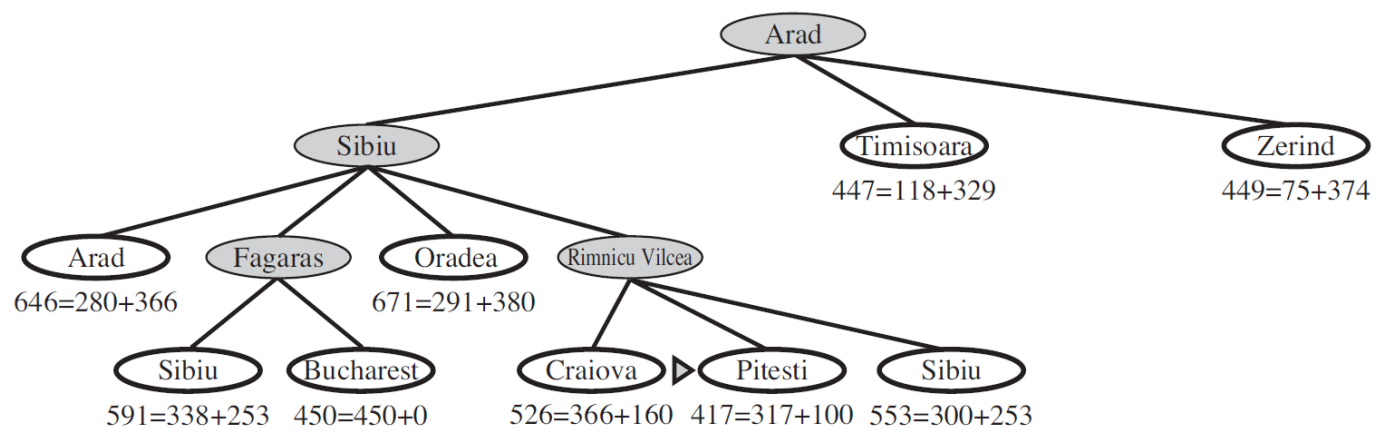 Arad
Sibiu Timisoara Zerind
447=118+329 449=75+374
Arad Fagaras Oradea Rimnicu Vilcea
646=280+366 671=291+380
Sibiu Bucharest Craiova Pitesti Sibiu
591=338+253 450=450+0 526=366+160 417=317+100 553=300+253